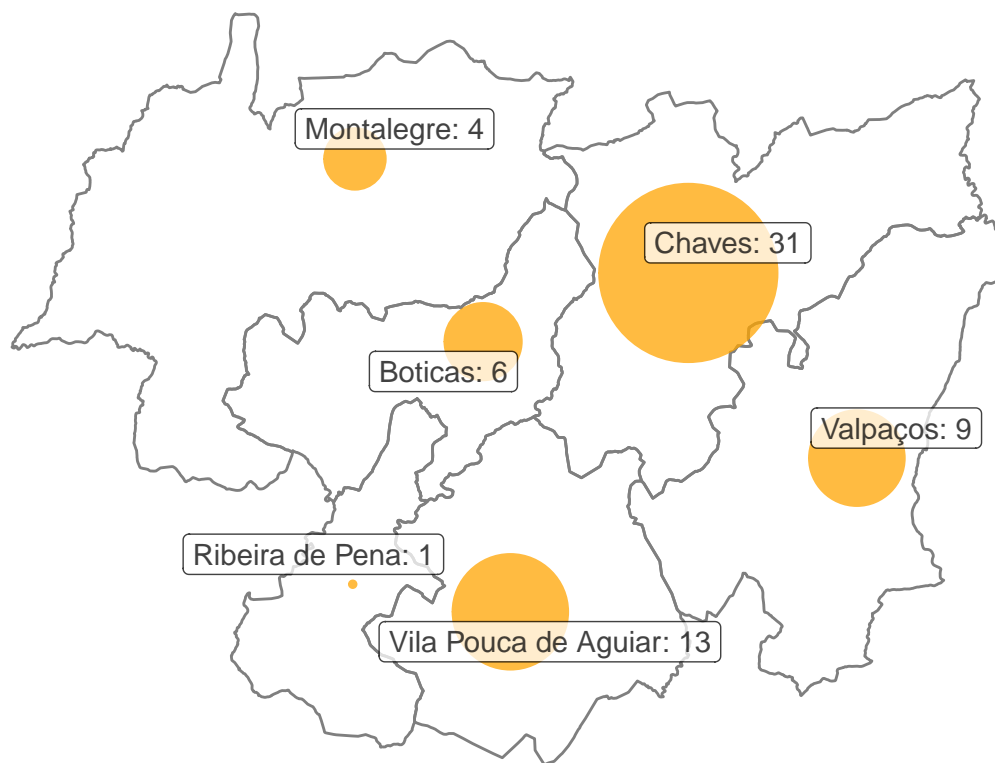 Montalegre: 4
Chaves: 31
Boticas: 6
Valpaços: 9
Ribeira de Pena: 1
Vila Pouca de Aguiar: 13